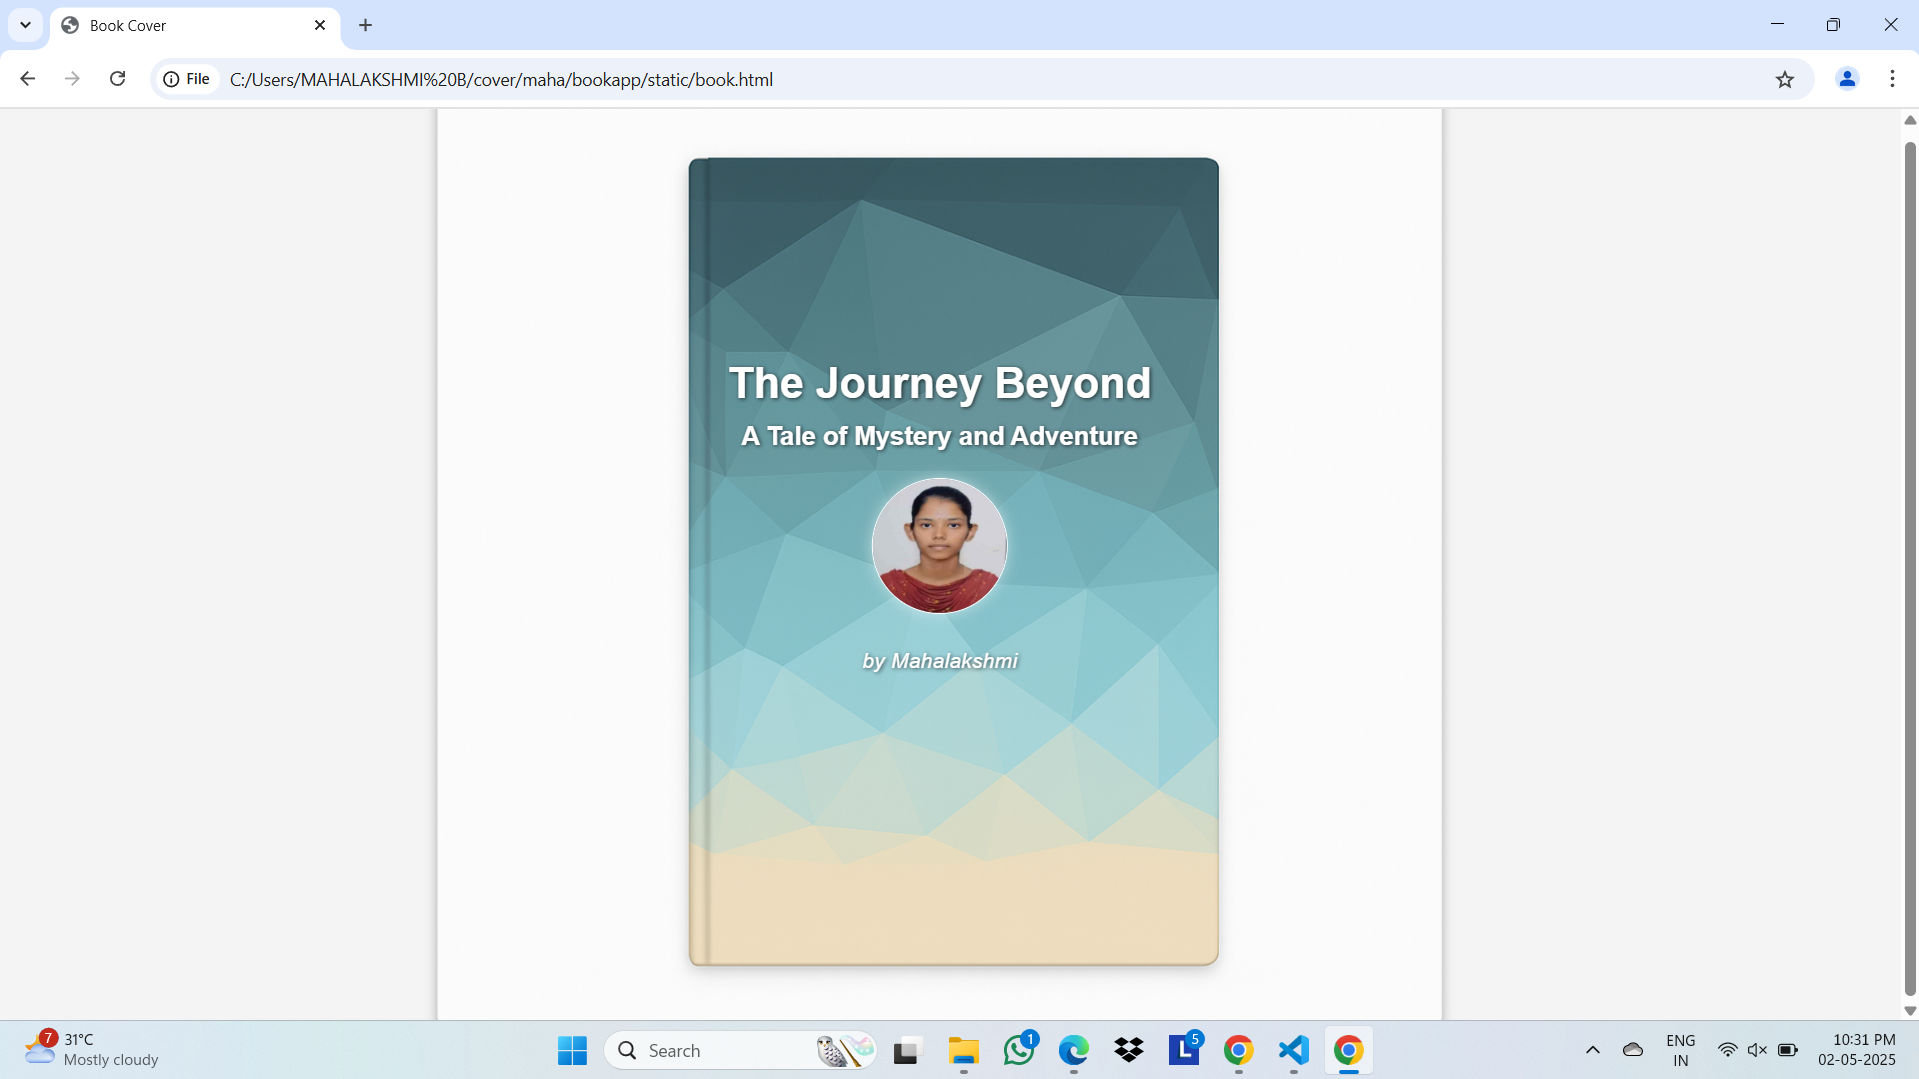 Book Cover
File
C:/Users/MAHALAKSHMI%20B/cover/maha/bookapp/static/book.html
The Journey Beyond
A Tale of Mystery and Adventure
by Mahalakshmi
7
31°C
Mostly cloudy
Search
1
L
5
ENG
IN
10:31 PM
02-05-2025